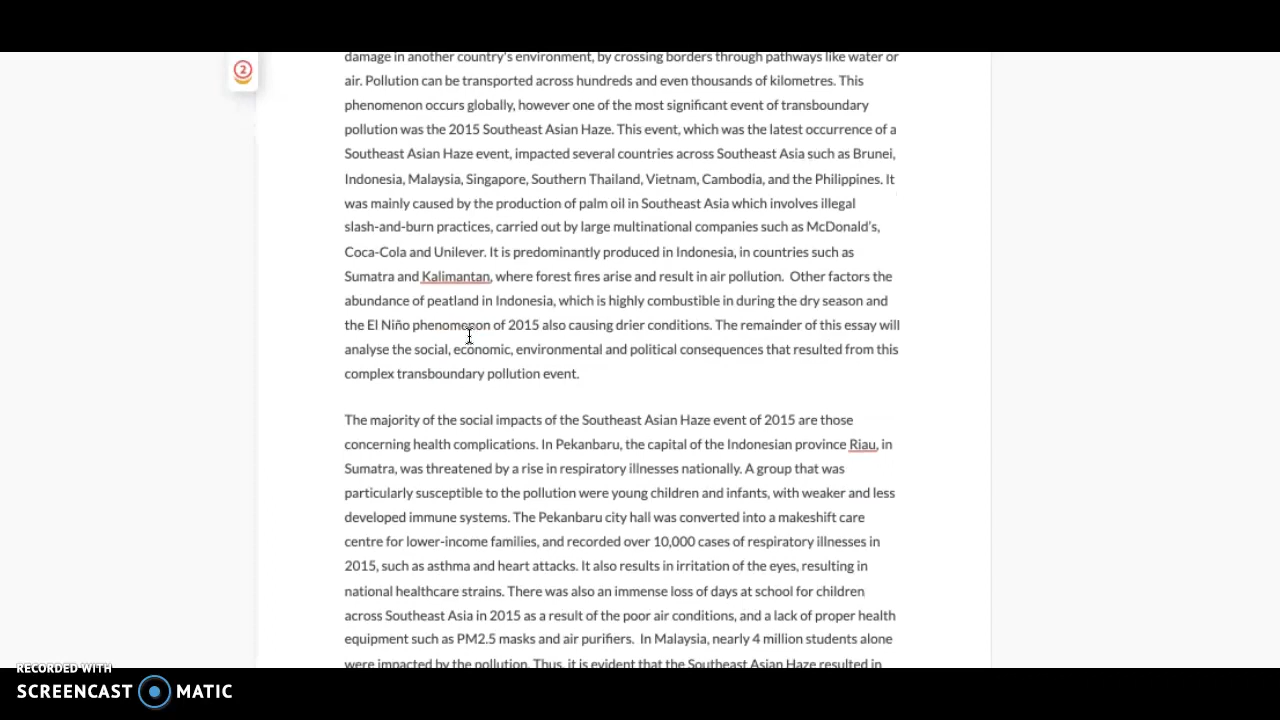 damage in another country's environment, by crossing borders through pathways like water or
2
air. Pollution can be transported across hundreds and even thousands of kilometres. This
phenomenon occurs globally, however one of the most significant event of transboundary
pollution was the 2015 Southeast Asian Haze. This event, which was the latest occurrence of a
Southeast Asian Haze event, impacted several countries across Southeast Asia such as Brunei,
Indonesia, Malaysia, Singapore, Southern Thailand, Vietnam, Cambodia, and the Philippines. It
was mainly caused by the production of palm oil in Southeast Asia which involves illegal
slash-and-burn practices, carried out by large multinational companies such as McDonald's,
Coca-Cola and Unilever. It is predominantly produced in Indonesia, in countries such as
Sumatra and Kalimantan, where forest fires arise and result in air pollution. Other factors the
abundance of peatland in Indonesia, which is highly combustible in during the dry season and
the El Niño phenomenon of 2015 also causing drier conditions. The remainder of this essay will
analyse the social, economic, environmental and political consequences that resulted from this
complex transboundary pollution event.
The majority of the social impacts of the Southeast Asian Haze event of 2015 are those
concerning health complications. In Pekanbaru, the capital of the Indonesian province Riau, in
Sumatra, was threatened by a rise in respiratory illnesses nationally. A group that was
particularly susceptible to the pollution were young children and infants, with weaker and less
developed immune systems. The Pekanbaru city hall was converted into a makeshift care
centre for lower-income families, and recorded over 10,000 cases of respiratory illnesses in
2015, such as asthma and heart attacks. It also results in irritation of the eyes, resulting in
national healthcare strains. There was also an immense loss of days at school for children
across Southeast Asia in 2015 as a result of the poor air conditions, and a lack of proper health
equipment such as PM2.5 masks and air purifiers. In Malaysia, nearly 4 million students alone
were impacted by the pollution. Thus, it is evident that the Southeast Asian Haze resulted in
RECORDED WITH
SCREENCAST MATIC